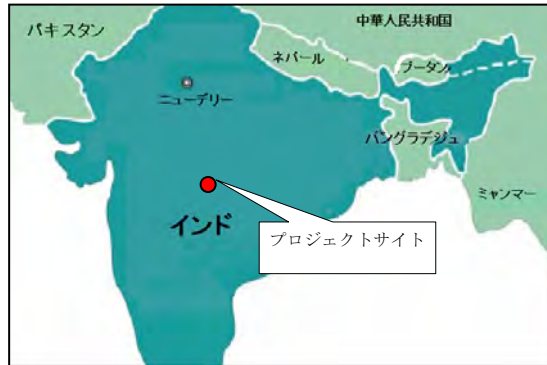 中華人民共和国
パキスタン
ネパール
ブータン
ニューデリー
バングラデシュ
ミャンマー
インド
プロジェクトサイト